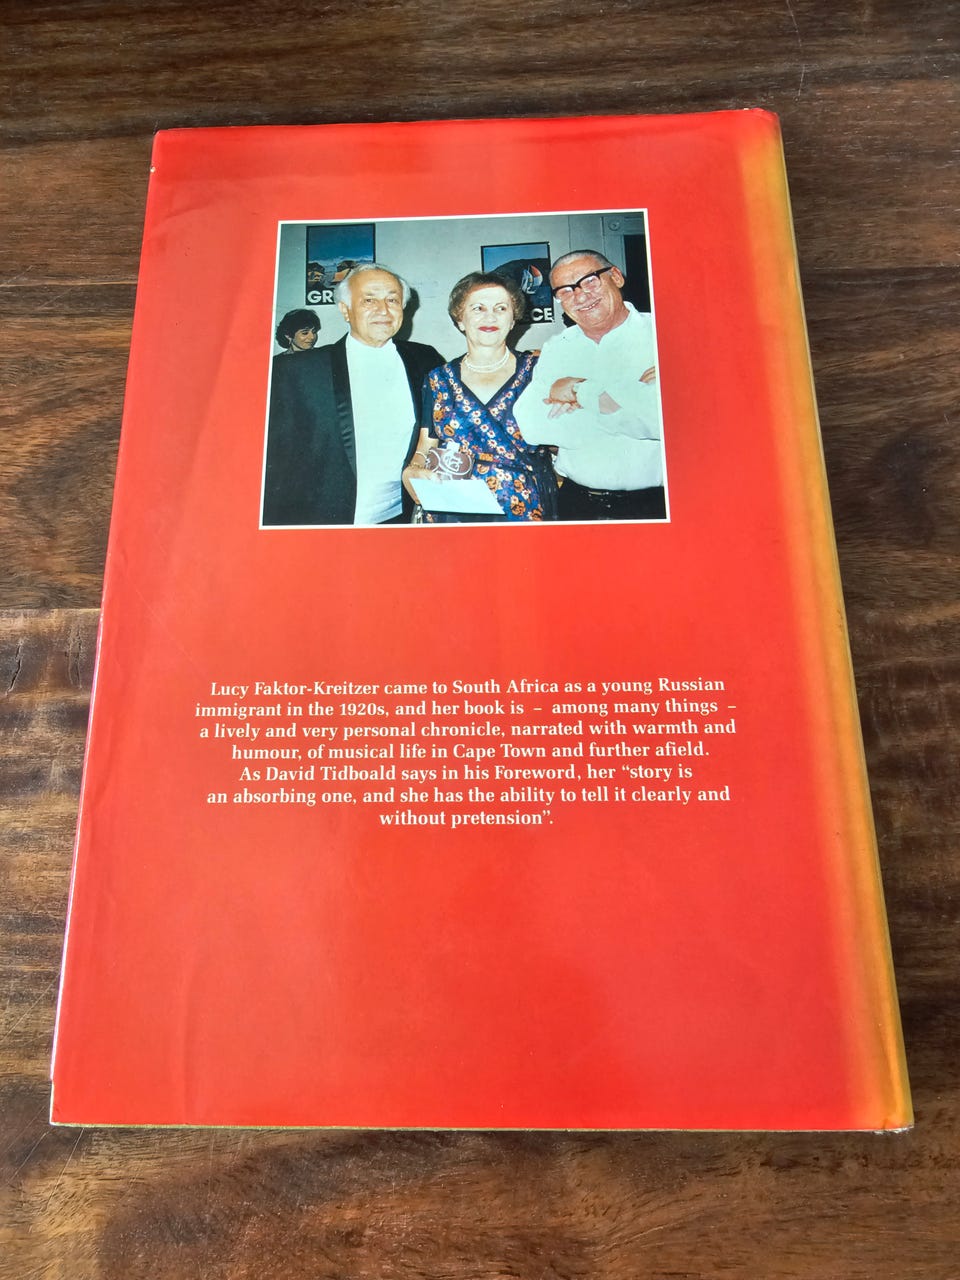 GR
CE
Lucy Faktor-Kreitzer came to South Africa as a young Russian
immigrant in the 1920s, and her book is – among many things –
a lively and very personal chronicle, narrated with warmth and
humour, of musical life in Cape Town and further afield.
As David Tidboald says in his Foreword, her “story is
an absorbing one, and she has the ability to tell it clearly and
without pretension”.